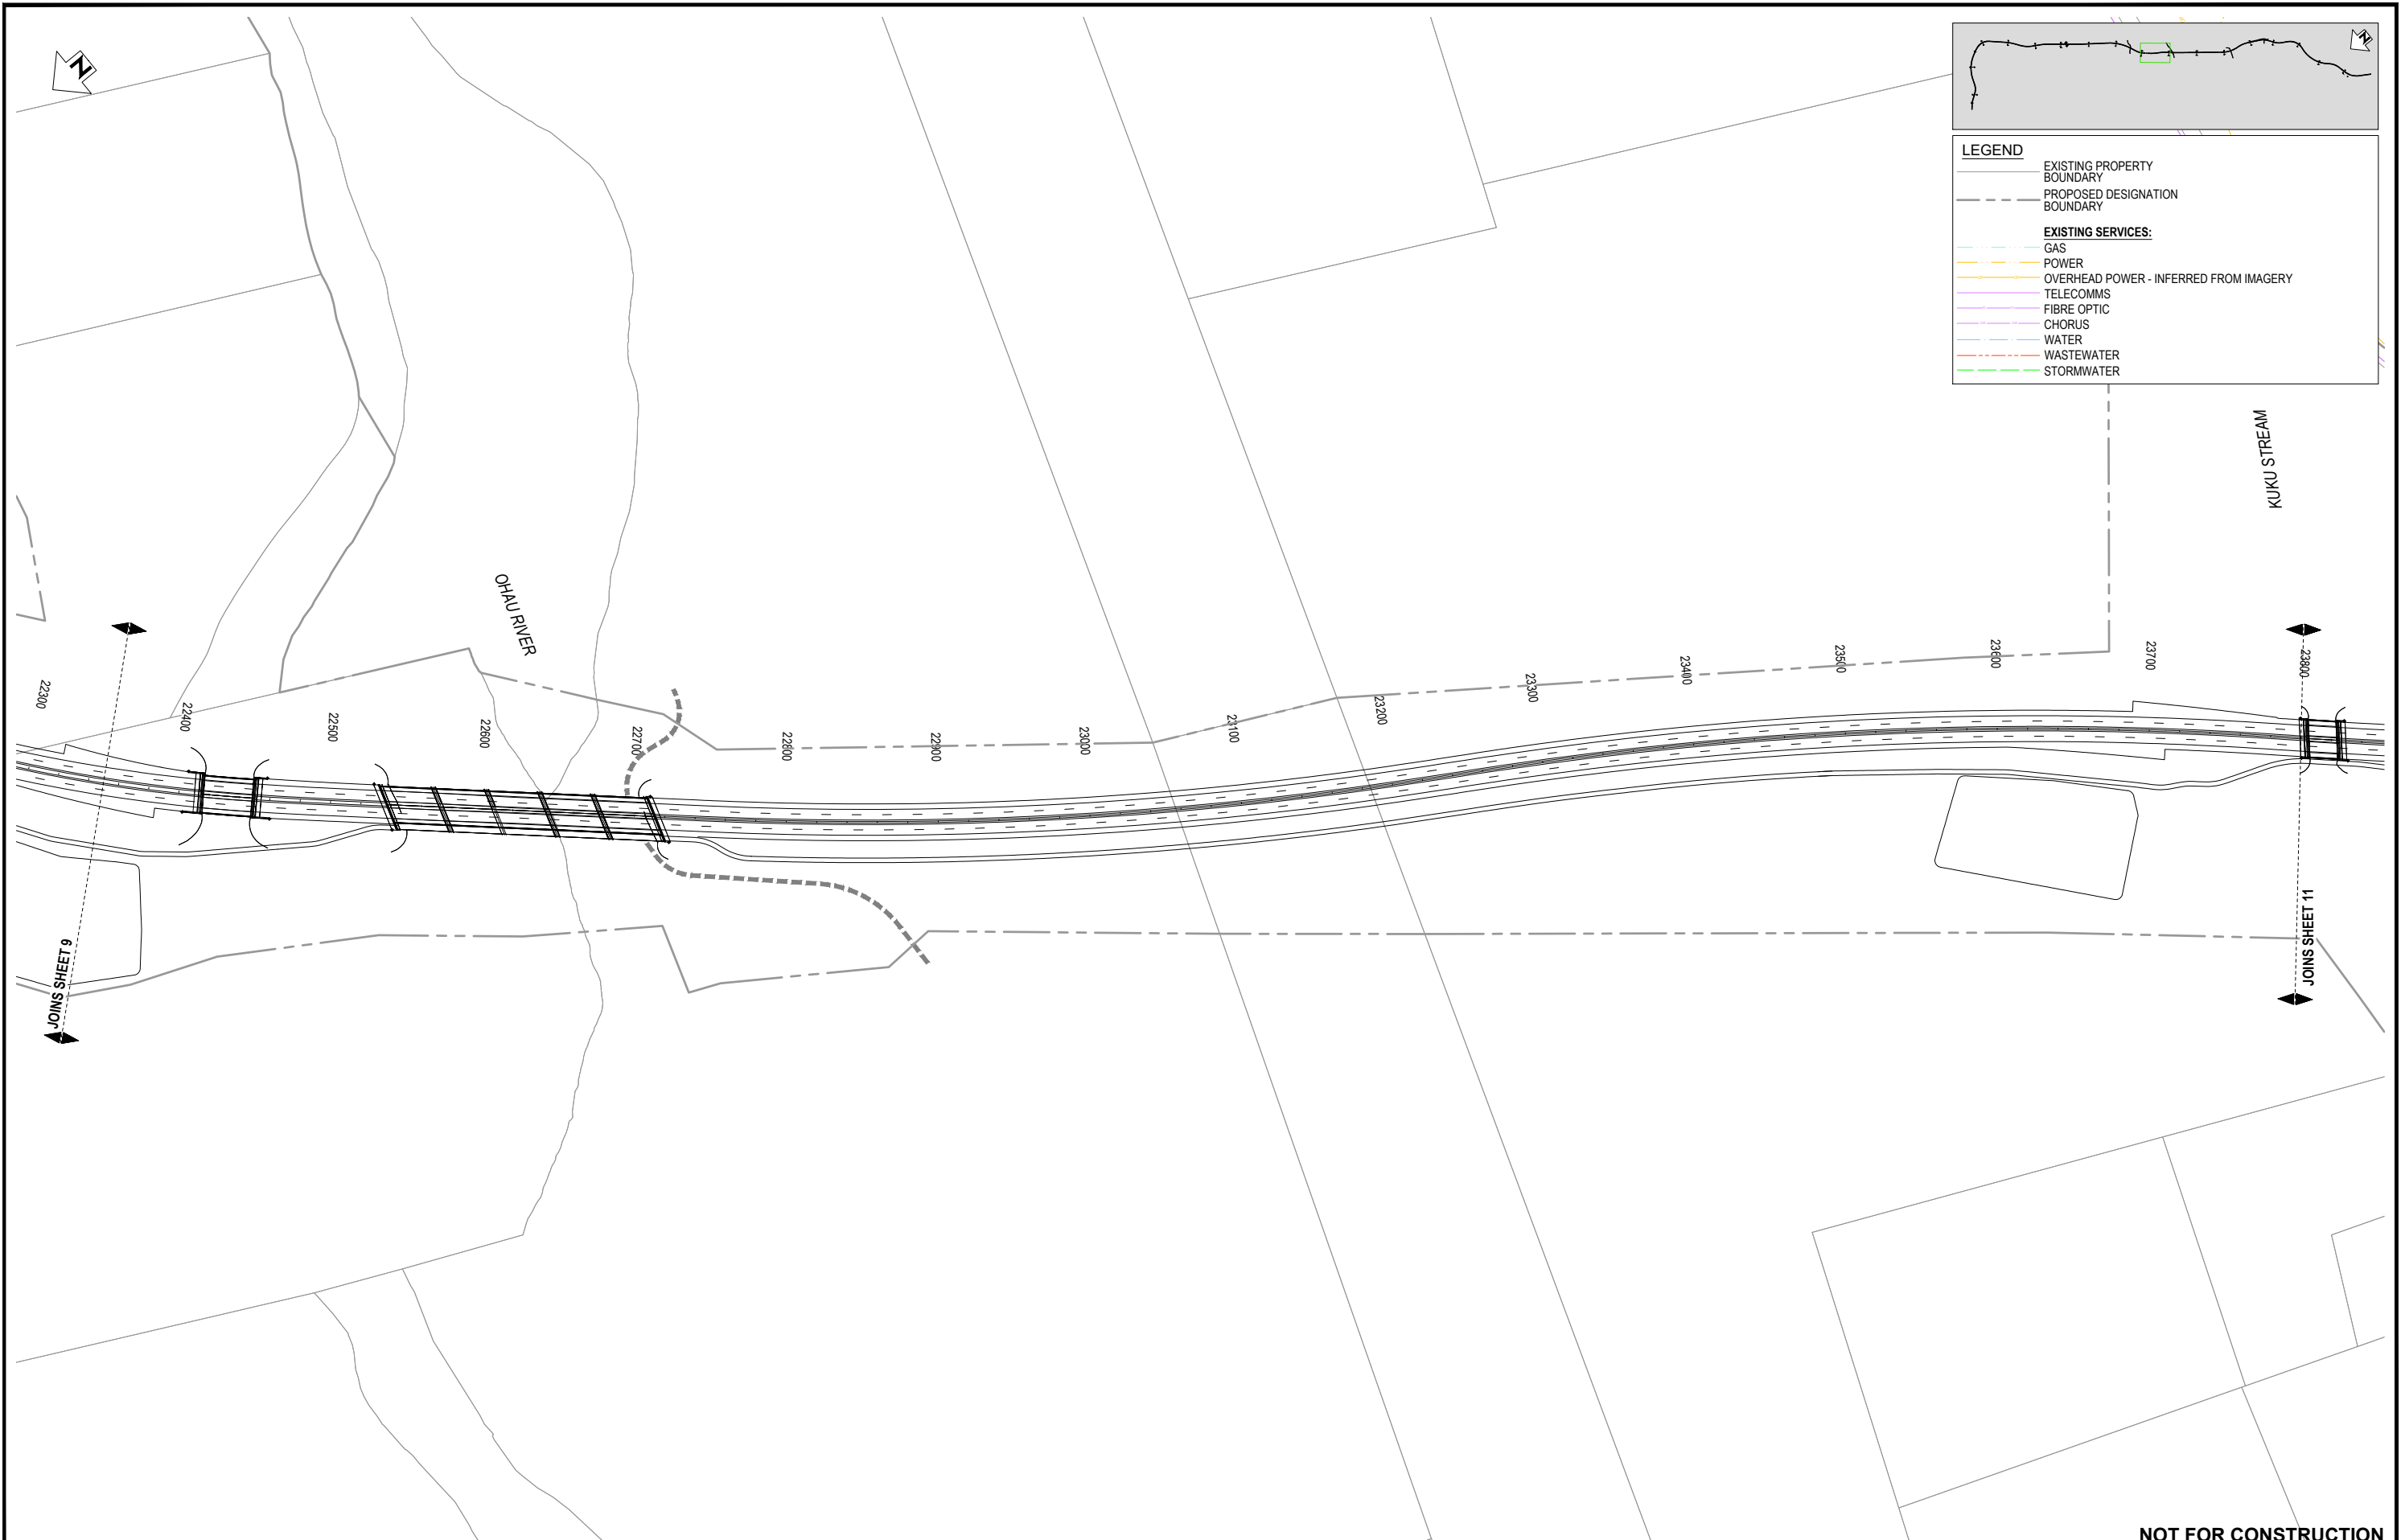 N
N
LEGEND
EXISTING PROPERTY
BOUNDARY
PROPOSED DESIGNATION
BOUNDARY
EXISTING SERVICES:
GAS
POWER
OVERHEAD POWER - INFERRED FROM IMAGERY
TELECOMMS
FIBRE OPTIC
CHORUS
WATER
WASTEWATER
STORMWATER
KUKU STREAM
OHAU RIVER
22300
22400
22500
22600
22700
22800
22900
23000
23100
23200
23300
23400
23500
23600
23700
23800
JOINS SHEET 9
JOINS SHEET 11
NOT FOR CONSTRUCTION